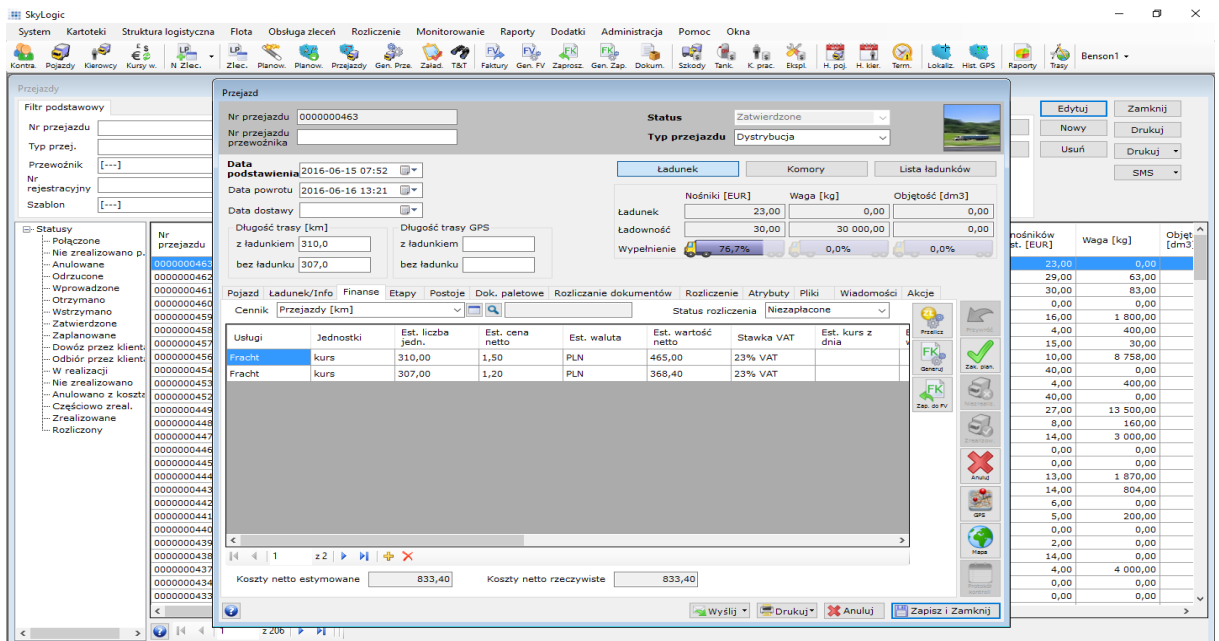 SkyLogic
System Kartoteki Struktura logistyczna Flota Obsługa zleceń Rozliczenie Monitorowanie Raporty Dodatki Administracja Pomoc Okna
Kontra. Pojazdy Kierowcy Kursy w. N Zlec. Zlec. Planow. Planow. Przejazdy Gen. Prze. Załad. T&T Faktury Gen. FV Zaprosz. Gen. Zap. Dokum. Szkody Tank. K. prac. Ekspl. H. poj. H. kier. Term. Lokaliz. Hist. GPS Raporty Trasy Benson1
Przejazdy
Filtr podstawowy
Nr przejazdu
Typ przej.
Przewoźnik [---]
Nr rejestracyjny
Szablon [---]
Edytuj Zamknij
Nowy Drukuj
Usuń Drukuj
SMS
Statusy
Połączone
Nie zrealizowano p.
Anulowane
Odrzucone
Wprowadzone
Otrzymano
Wstrzymano
Zatwierdzone
Zaplanowane
Dowóz przez klient
Odbiór przez klient
W realizacji
Nie zrealizowano
Anulowano z koszta
Częściowo zreal.
Zrealizowane
Rozliczony
Nr przejazdu
0000000463
0000000462
0000000461
0000000460
0000000459
0000000458
0000000457
0000000456
0000000454
0000000453
0000000452
0000000449
0000000448
0000000447
0000000446
0000000445
0000000444
0000000443
0000000442
0000000441
0000000440
0000000439
0000000438
0000000437
0000000434
0000000433
1 z 206
Przejazd
Nr przejazdu 0000000463
Nr przejazdu przewoźnika
Status Zatwierdzone
Typ przejazdu Dystrybucja
Data podstawienia 2016-06-15 07:52
Data powrotu 2016-06-16 13:21
Data dostawy
Długość trasy [km]
z ładunkiem 310,0
bez ładunku 307,0
Długość trasy GPS
z ładunkiem
bez ładunku
Ładunek Komory Lista ładunków
Nośniki [EUR] Waga [kg] Objętość [dm3]
Ładunek 23,00 0,00 0,00
Ładowność 30,00 30 000,00 0,00
Wypełnienie 76,7% 0,0% 0,0%
Pojazd Ładunek/Info Finanse Etapy Postoje Dok. paletowe Rozliczanie dokumentów Rozliczenie Atrybuty Pliki Wiadomości Akcje
Cennik Przejazdy [km] Status rozliczenia Niezapłacone
Usługi Jednostki Est. liczba jedn. Est. cena netto Est. waluta Est. wartość netto Stawka VAT Est. kurs z dnia
Fracht kurs 310,00 1,50 PLN 465,00 23% VAT
Fracht kurs 307,00 1,20 PLN 368,40 23% VAT
1 z 2
Koszty netto estymowane 833,40 Koszty netto rzeczywiste 833,40
Przelicz
FK
Generuj
FK
Zap. do FV
Zak. plan.
Anuluj
GPS
Mapa
Wyślij Drukuj Anuluj Zapisz i Zamknij
nośników
st. [EUR] Waga [kg] Objęt
[dm3]
23,00 0,00
29,00 63,00
30,00 83,00
0,00 0,00
16,00 1 800,00
4,00 400,00
15,00 30,00
10,00 8 758,00
40,00 0,00
4,00 400,00
40,00 0,00
27,00 13 500,00
8,00 160,00
14,00 3 000,00
0,00 0,00
0,00 0,00
13,00 1 870,00
14,00 804,00
6,00 0,00
5,00 200,00
0,00 0,00
2,00 0,00
14,00 0,00
4,00 4 000,00
0,00 0,00
0,00 0,00